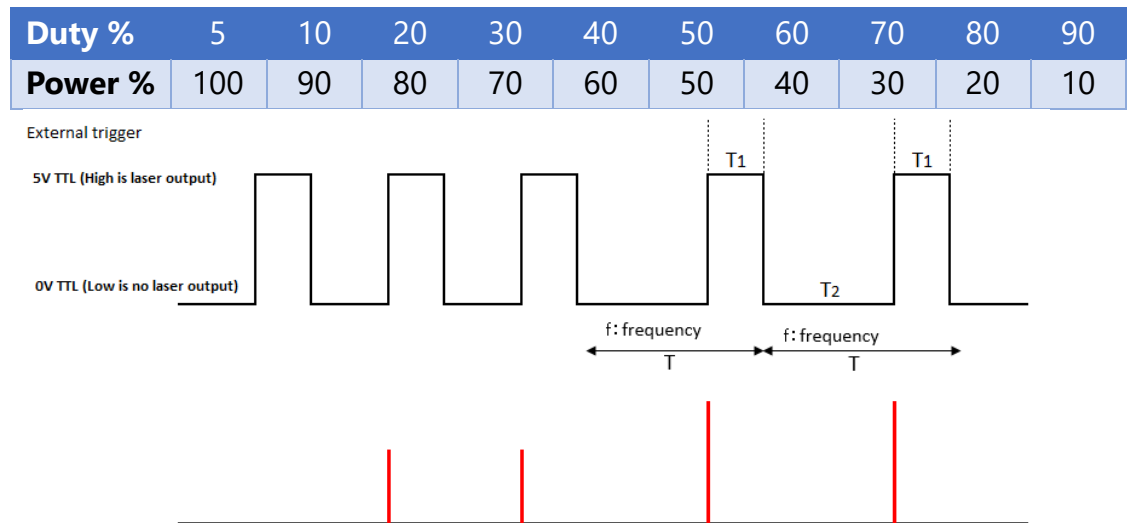 Duty % 5 10 20 30 40 50 60 70 80 90
Power % 100 90 80 70 60 50 40 30 20 10
External trigger
T1 T1
5V TTL (High is laser output)
0V TTL (Low is no laser output)
T2
f:frequency f:frequency
T T